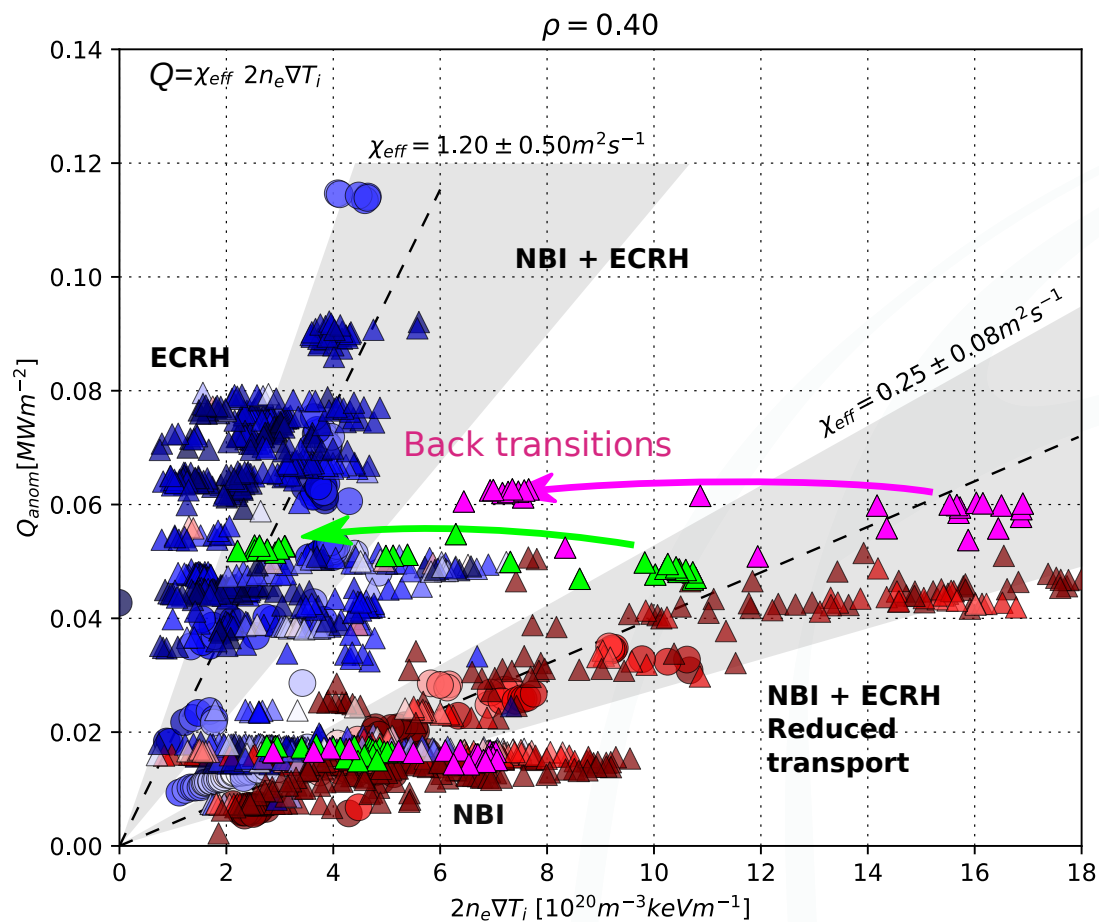 ρ = 0.40
0.14
0.12
0.10
0.08
0.06
0.04
0.02
0.00
Q_anom[MWm⁻²]
Q=χeff 2nₑ∇Tᵢ
χeff = 1.20 ± 0.50m²s⁻¹
NBI + ECRH
ECRH
χeff = 0.25 ± 0.08m²s⁻¹
Back transitions
NBI + ECRH
Reduced
transport
NBI
0 2 4 6 8 10 12 14 16 18
2nₑ∇Tᵢ [10²⁰m⁻³keVm⁻¹]